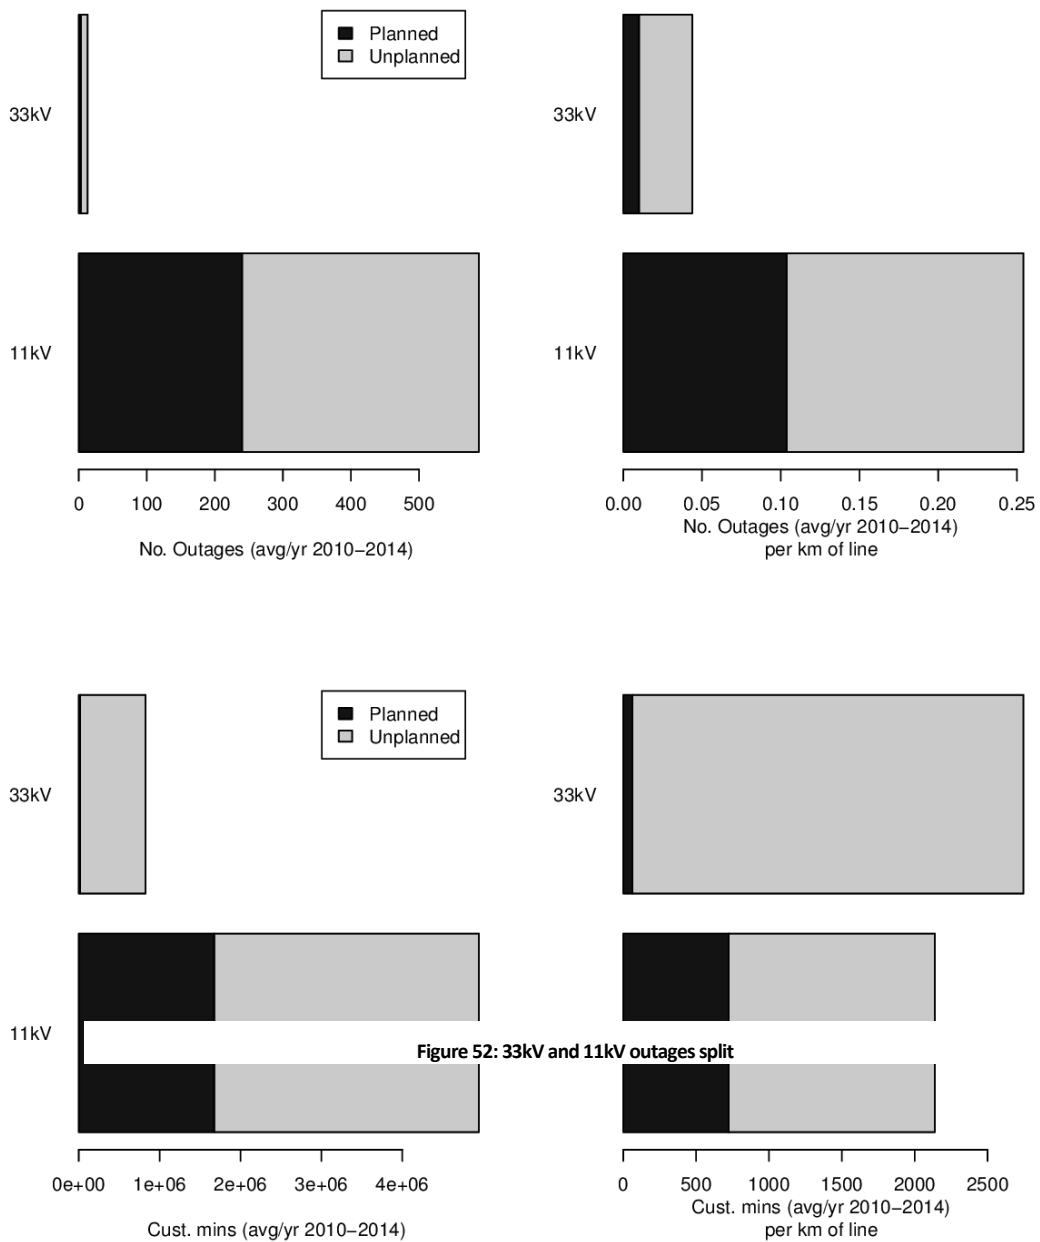 Planned
Unplanned
33kV
11kV
0 100 200 300 400 500
No. Outages (avg/yr 2010−2014)
33kV
11kV
0.00 0.05 0.10 0.15 0.20 0.25
No. Outages (avg/yr 2010−2014)
per km of line
Planned
Unplanned
33kV
11kV
0e+00 1e+06 2e+06 3e+06 4e+06
Cust. mins (avg/yr 2010−2014)
33kV
0 500 1000 1500 2000 2500
Cust. mins (avg/yr 2010−2014)
per km of line
Figure 52: 33kV and 11kV outages split